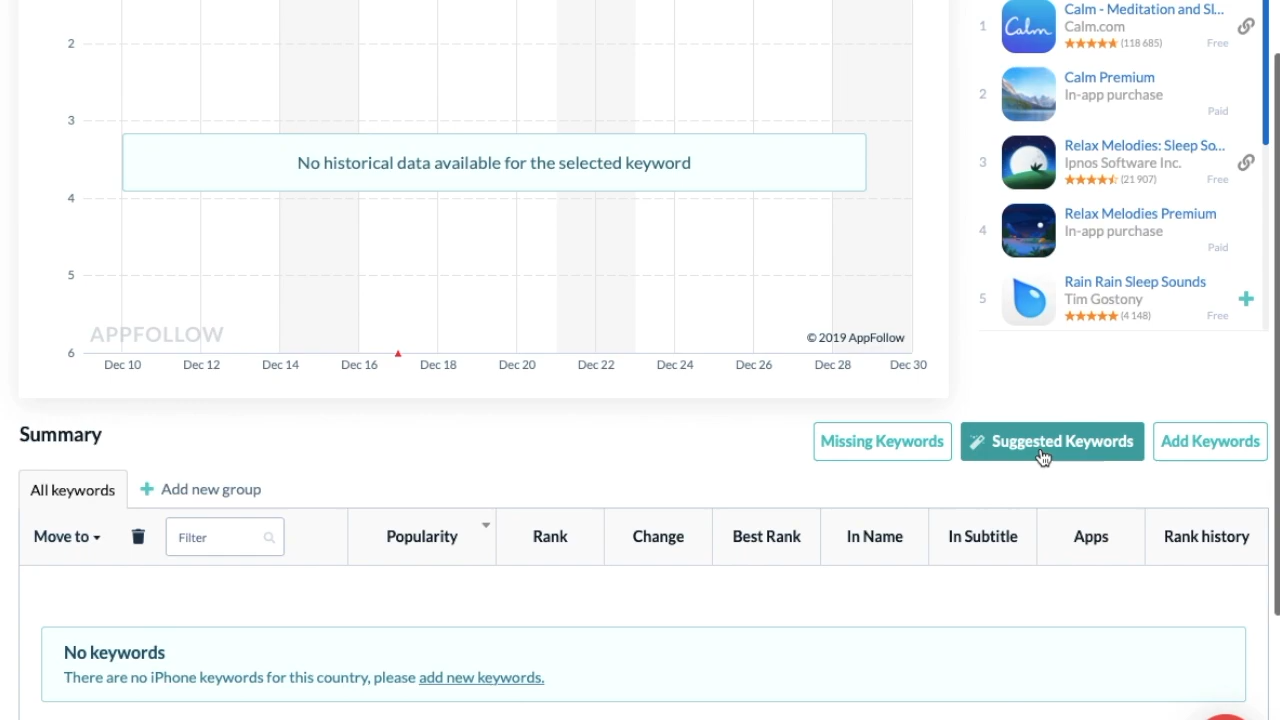 2
3
4
5
6
No historical data available for the selected keyword
APPFOLLOW
© 2019 AppFollow
Dec 10 Dec 12 Dec 14 Dec 16 Dec 18 Dec 20 Dec 22 Dec 24 Dec 26 Dec 28 Dec 30
1
Calm
Calm - Meditation and Sl...
Calm.com
(118 685)
Free
2
Calm Premium
In-app purchase
Paid
3
Relax Melodies: Sleep So...
Ipnos Software Inc.
(21 907)
Free
4
Relax Melodies Premium
In-app purchase
Paid
5
Rain Rain Sleep Sounds
Tim Gostony
(4 148)
Free
Summary
Missing Keywords
Suggested Keywords
Add Keywords
All keywords
Add new group
Move to
Filter
Popularity Rank Change Best Rank In Name In Subtitle Apps Rank history
No keywords
There are no iPhone keywords for this country, please add new keywords.